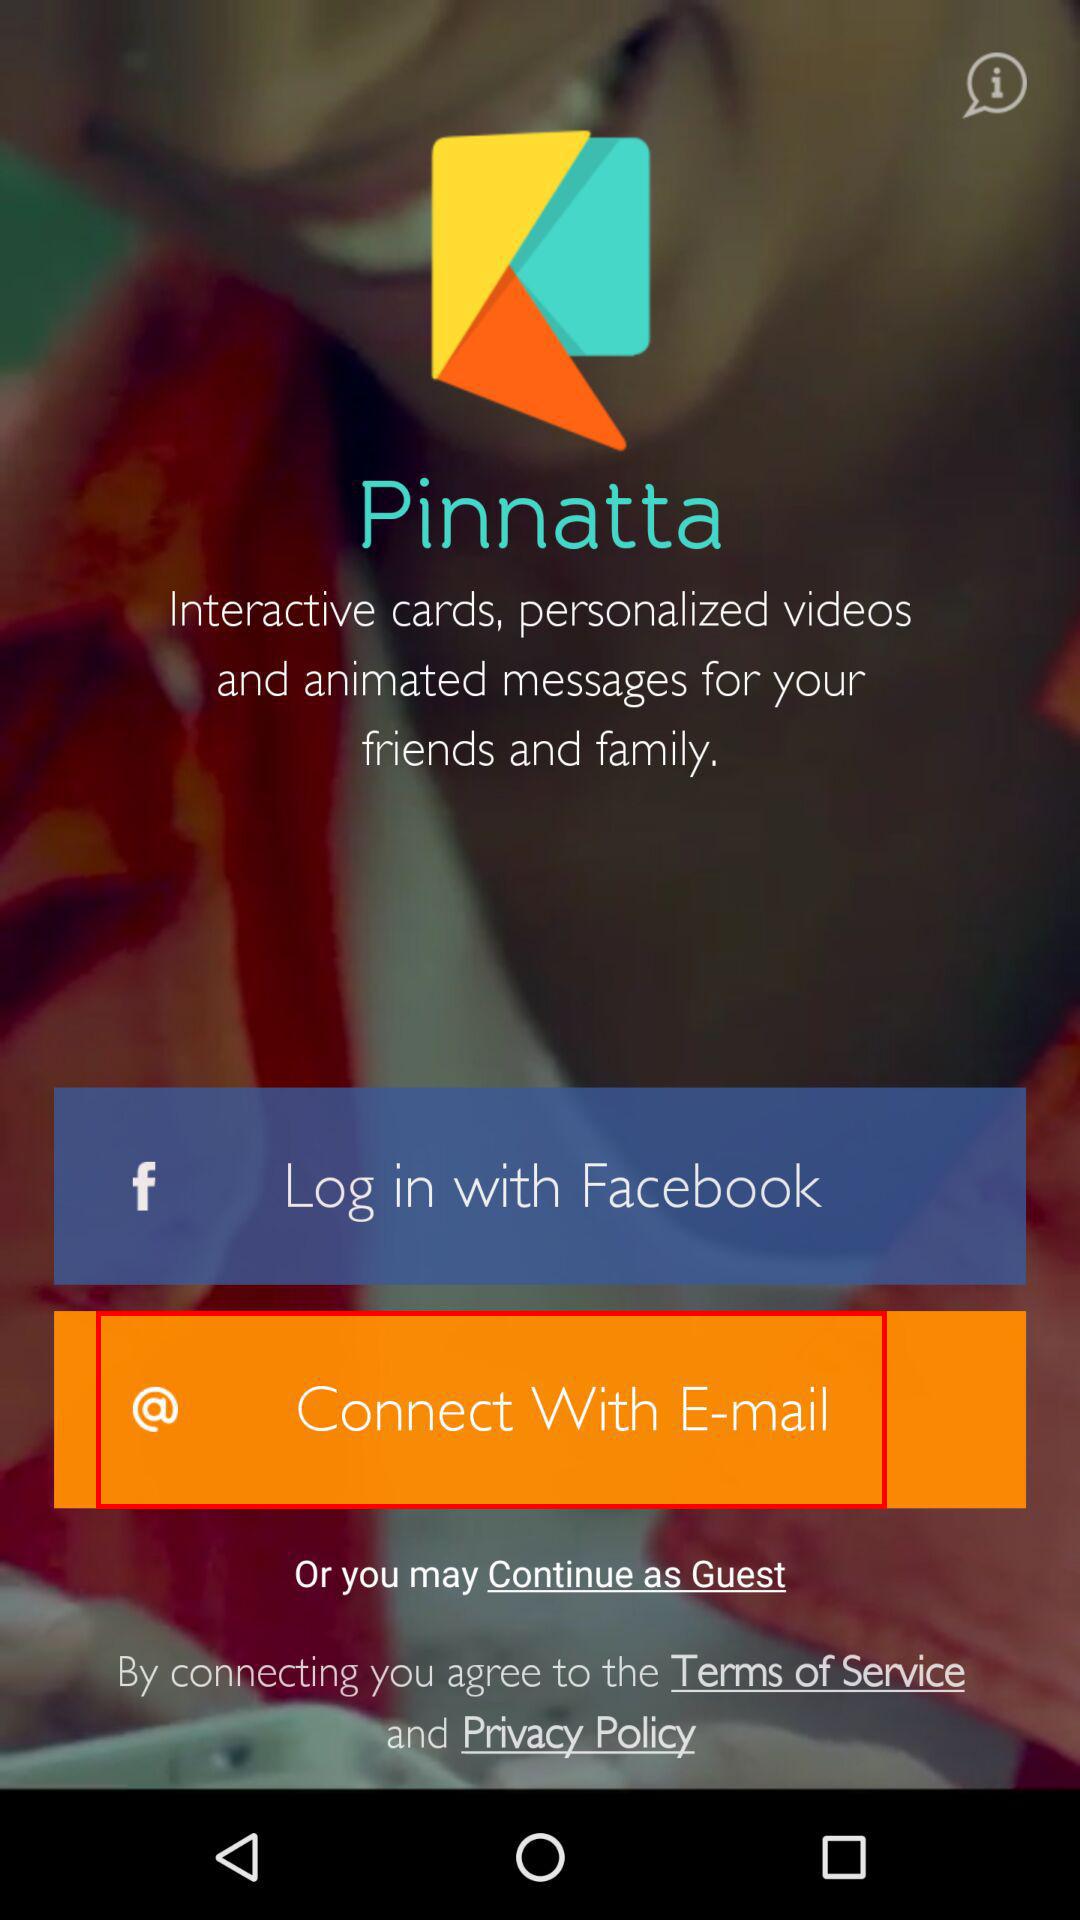 Pinnatta
Interactive cards, personalized videos
and animated messages for your
friends and family.
f Log in with Facebook
@ Connect With E-mail
Or you may Continue as Guest
By connecting you agree to the Terms of Service
and Privacy Policy